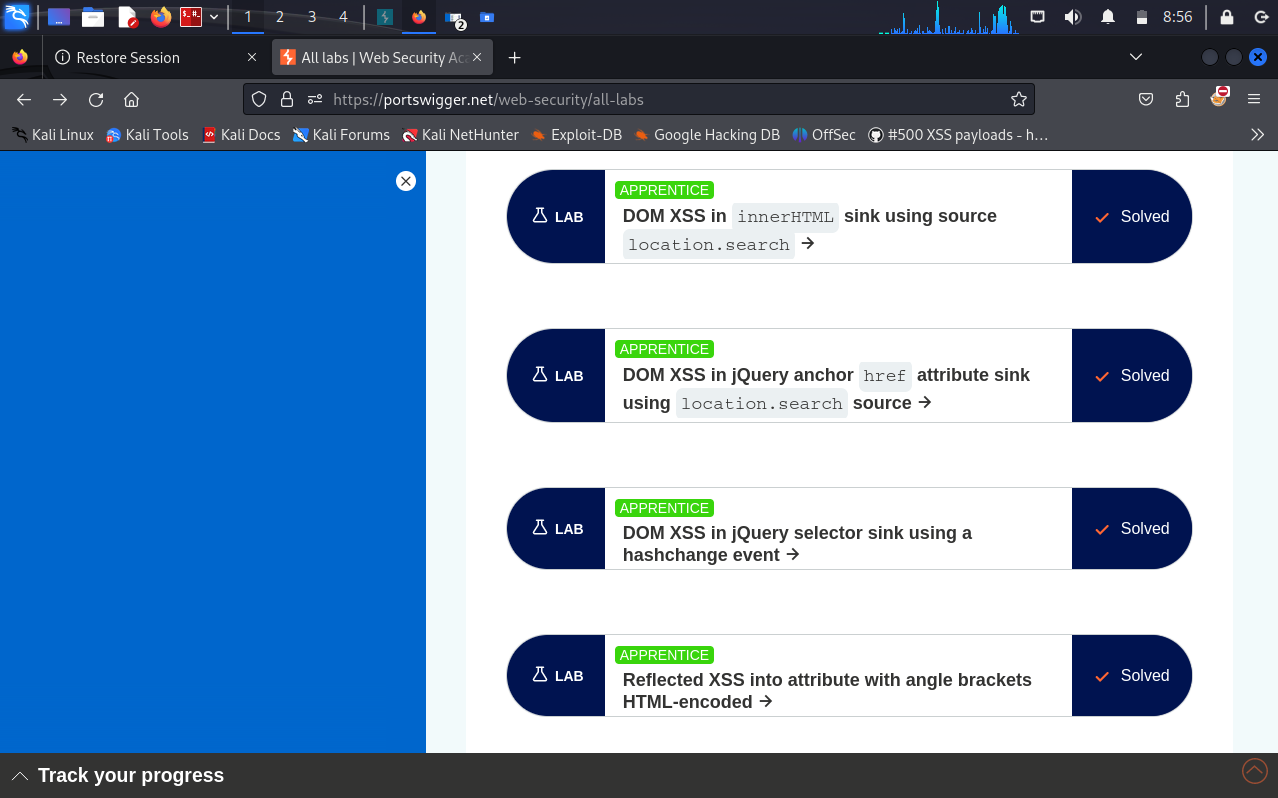 1 2 3 4 2 8:56
Restore Session
All labs | Web Security Aca
https://portswigger.net/web-security/all-labs
Kali Linux Kali Tools Kali Docs Kali Forums Kali NetHunter Exploit-DB Google Hacking DB OffSec #500 XSS payloads - h…
APPRENTICE
LAB DOM XSS in innerHTML sink using source Solved
location.search
APPRENTICE
LAB DOM XSS in jQuery anchor href attribute sink Solved
using location.search source
APPRENTICE
LAB DOM XSS in jQuery selector sink using a Solved
hashchange event
APPRENTICE
LAB Reflected XSS into attribute with angle brackets Solved
HTML-encoded
Track your progress